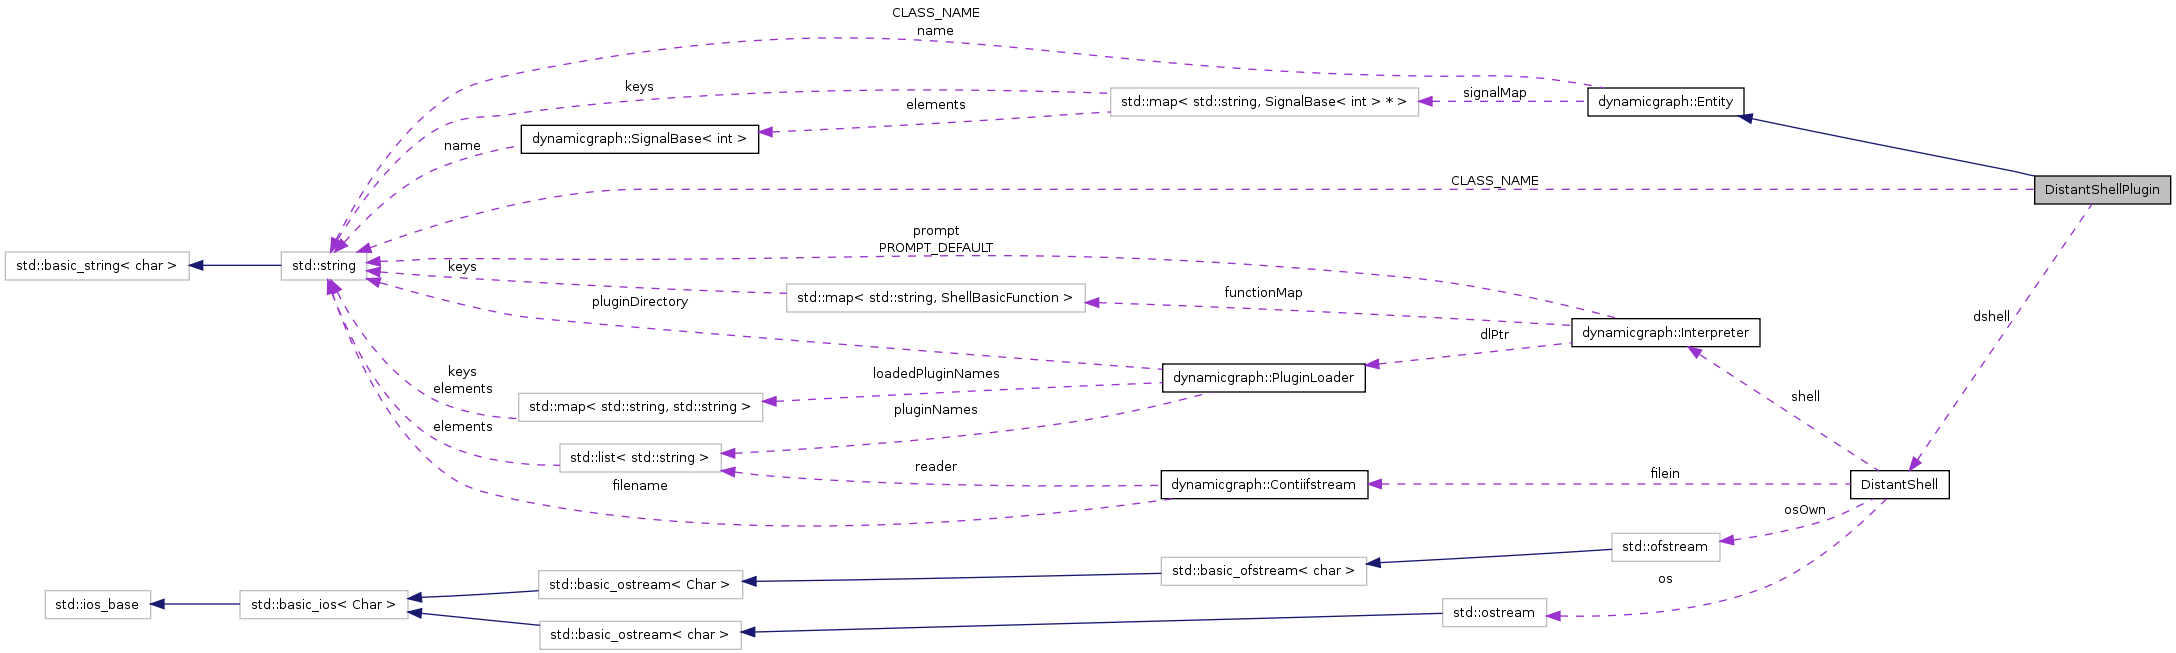 CLASS_NAME
name
keys
std::map< std::string, SignalBase< int > * >
signalMap
dynamicgraph::Entity
elements
dynamicgraph::SignalBase< int >
name
CLASS_NAME
DistantShellPlugin
prompt
PROMPT_DEFAULT
std::basic_string< char >
std::string
keys
std::map< std::string, ShellBasicFunction >
functionMap
pluginDirectory
dshell
dynamicgraph::Interpreter
dlPtr
keys
elements
loadedPluginNames
dynamicgraph::PluginLoader
std::map< std::string, std::string >
pluginNames
shell
elements
std::list< std::string >
reader
filein
filename
dynamicgraph::Contiifstream
DistantShell
osOwn
std::ofstream
std::basic_ofstream< char >
os
std::basic_ostream< Char >
std::ios_base
std::basic_ios< Char >
std::ostream
std::basic_ostream< char >